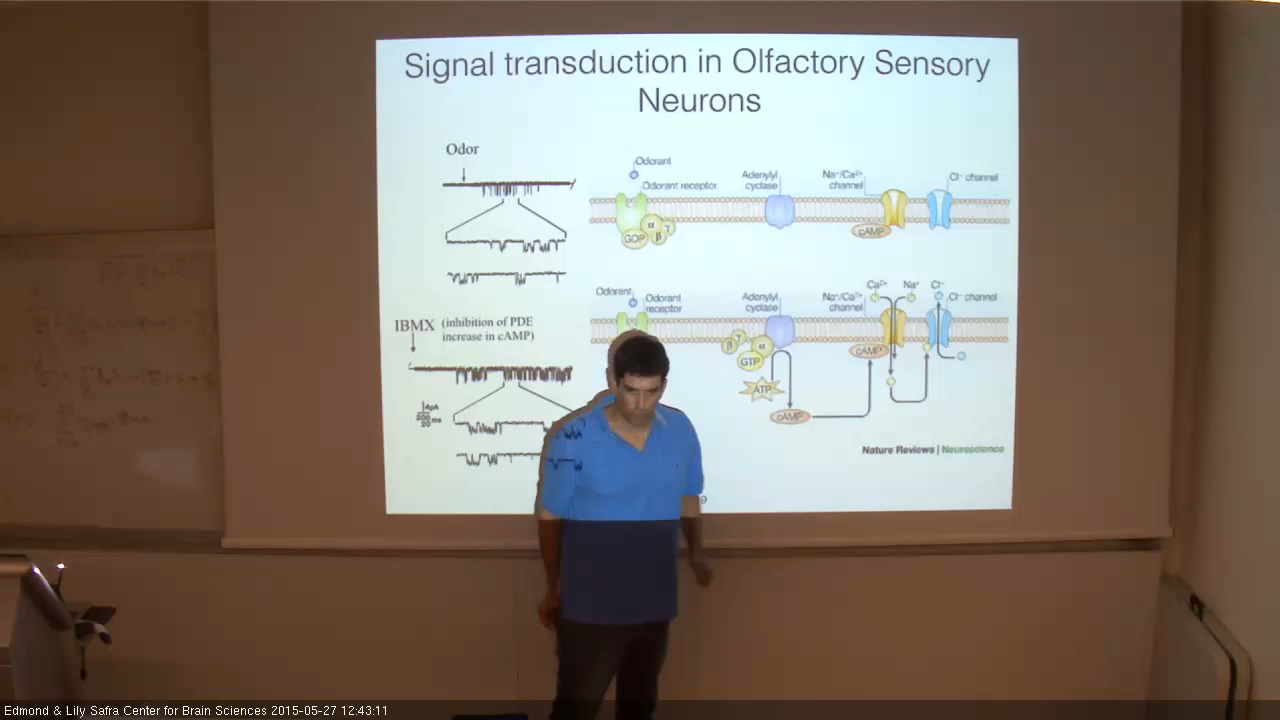 Signal transduction in Olfactory Sensory
Neurons
Odor
Odorant
Odorant receptor
Adenylyl
cyclase
Na⁺/Ca²⁺
channel
Cl⁻ channel
GDP
α
β
γ
cAMP
IBMX (inhibition of PDE
increase in cAMP)
4pA
Odorant
Odorant
receptor
Adenylyl
cyclase
Na⁺/Ca²⁺
channel
Ca²⁺
Na⁺
Cl⁻
Cl⁻ channel
β
γ
α
GTP
ATP
cAMP
cAMP
Nature Reviews | Neuroscience
9
Edmond & Lily Safra Center for Brain Sciences 2015-05-27 12:43:11